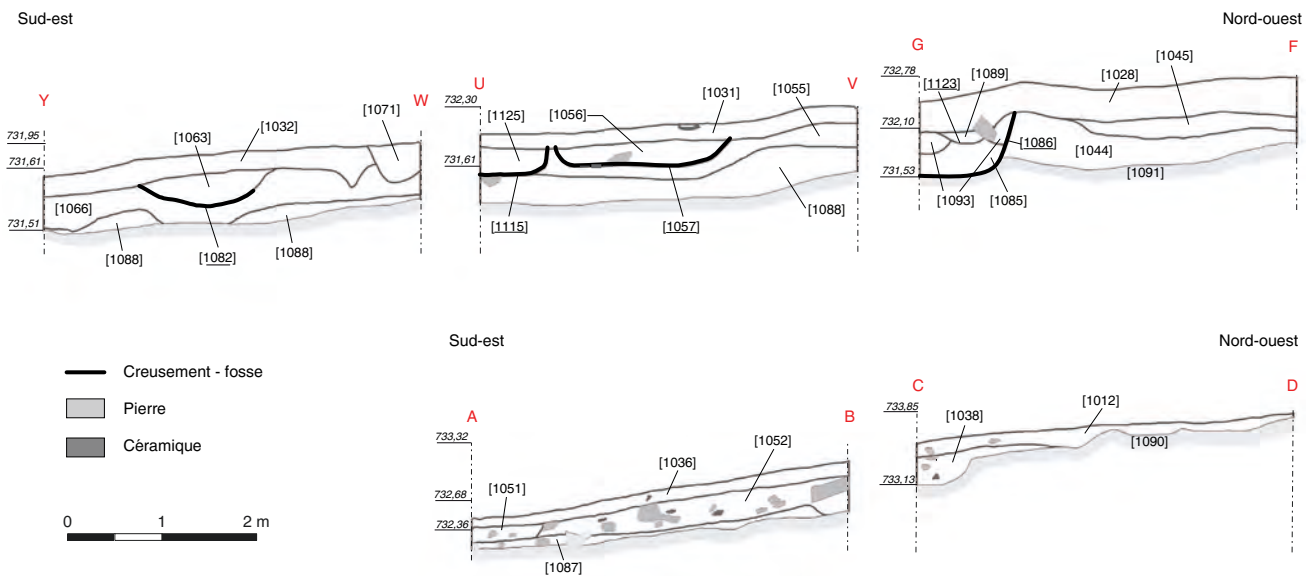 Sud-est
Nord-ouest
Y
W
731,95
731,61
731,51
[1063]
[1032]
[1071]
[1066]
[1088]
[1082]
[1088]
U
V
732,30
731,61
[1125]
[1056]
[1031]
[1055]
[1115]
[1057]
[1088]
G
F
732,78
732,10
731,53
[1123]
[1089]
[1028]
[1045]
[1086]
[1044]
[1091]
[1093]
[1085]
Creusement - fosse
Pierre
Céramique
0 1 2 m
Sud-est
Nord-ouest
A
B
733,32
732,68
732,36
[1051]
[1036]
[1052]
[1087]
C
D
733,85
733,13
[1038]
[1012]
[1090]